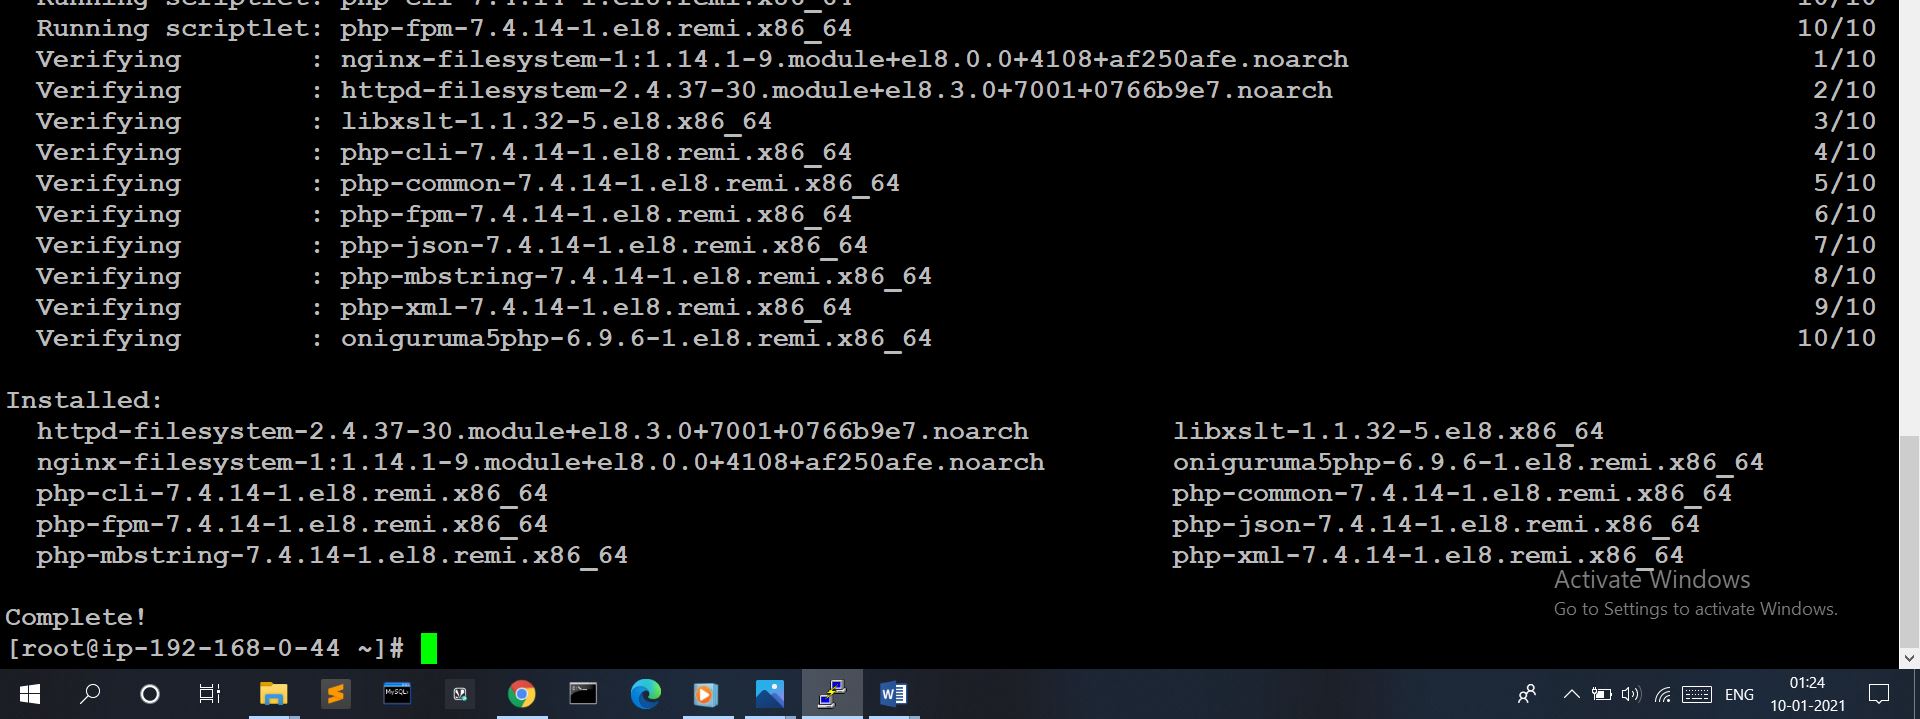 Running scriptlet: php-cli-7.4.14-1.el8.remi.x86_64 10/10
Running scriptlet: php-fpm-7.4.14-1.el8.remi.x86_64 10/10
Verifying : nginx-filesystem-1:1.14.1-9.module+el8.0.0+4108+af250afe.noarch 1/10
Verifying : httpd-filesystem-2.4.37-30.module+el8.3.0+7001+0766b9e7.noarch 2/10
Verifying : libxslt-1.1.32-5.el8.x86_64 3/10
Verifying : php-cli-7.4.14-1.el8.remi.x86_64 4/10
Verifying : php-common-7.4.14-1.el8.remi.x86_64 5/10
Verifying : php-fpm-7.4.14-1.el8.remi.x86_64 6/10
Verifying : php-json-7.4.14-1.el8.remi.x86_64 7/10
Verifying : php-mbstring-7.4.14-1.el8.remi.x86_64 8/10
Verifying : php-xml-7.4.14-1.el8.remi.x86_64 9/10
Verifying : oniguruma5php-6.9.6-1.el8.remi.x86_64 10/10
Installed:
httpd-filesystem-2.4.37-30.module+el8.3.0+7001+0766b9e7.noarch libxslt-1.1.32-5.el8.x86_64
nginx-filesystem-1:1.14.1-9.module+el8.0.0+4108+af250afe.noarch oniguruma5php-6.9.6-1.el8.remi.x86_64
php-cli-7.4.14-1.el8.remi.x86_64 php-common-7.4.14-1.el8.remi.x86_64
php-fpm-7.4.14-1.el8.remi.x86_64 php-json-7.4.14-1.el8.remi.x86_64
php-mbstring-7.4.14-1.el8.remi.x86_64 php-xml-7.4.14-1.el8.remi.x86_64
Activate Windows
Go to Settings to activate Windows.
Complete!
[root@ip-192-168-0-44 ~]#
MySQL
W
ENG
01:24
10-01-2021